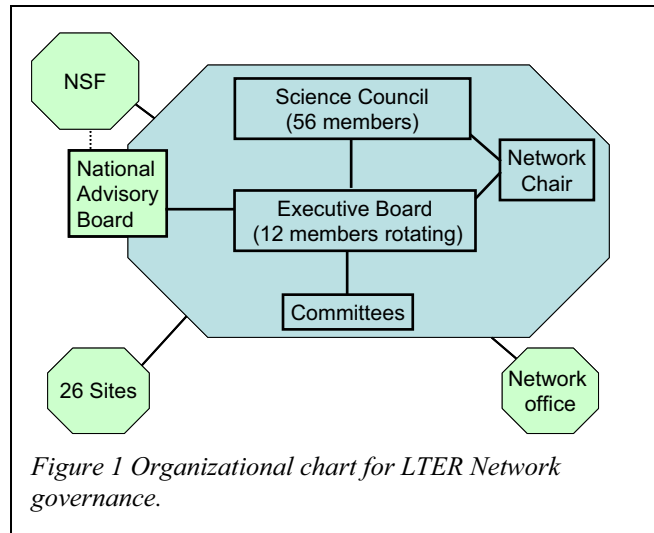 NSF
Science Council
(56 members)
National
Advisory
Board
Network
Chair
Executive Board
(12 members rotating)
Committees
26 Sites
Network
office
Figure 1 Organizational chart for LTER Network
governance.